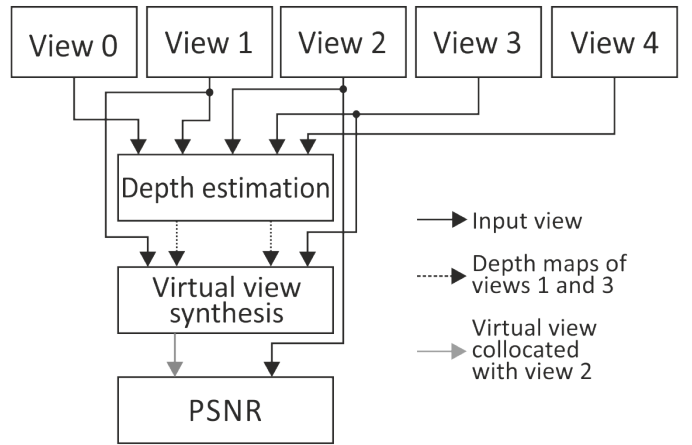 View 0
View 1
View 2
View 3
View 4
Depth estimation
Input view
Depth maps of
views 1 and 3
Virtual view
synthesis
Virtual view
collocated
with view 2
PSNR